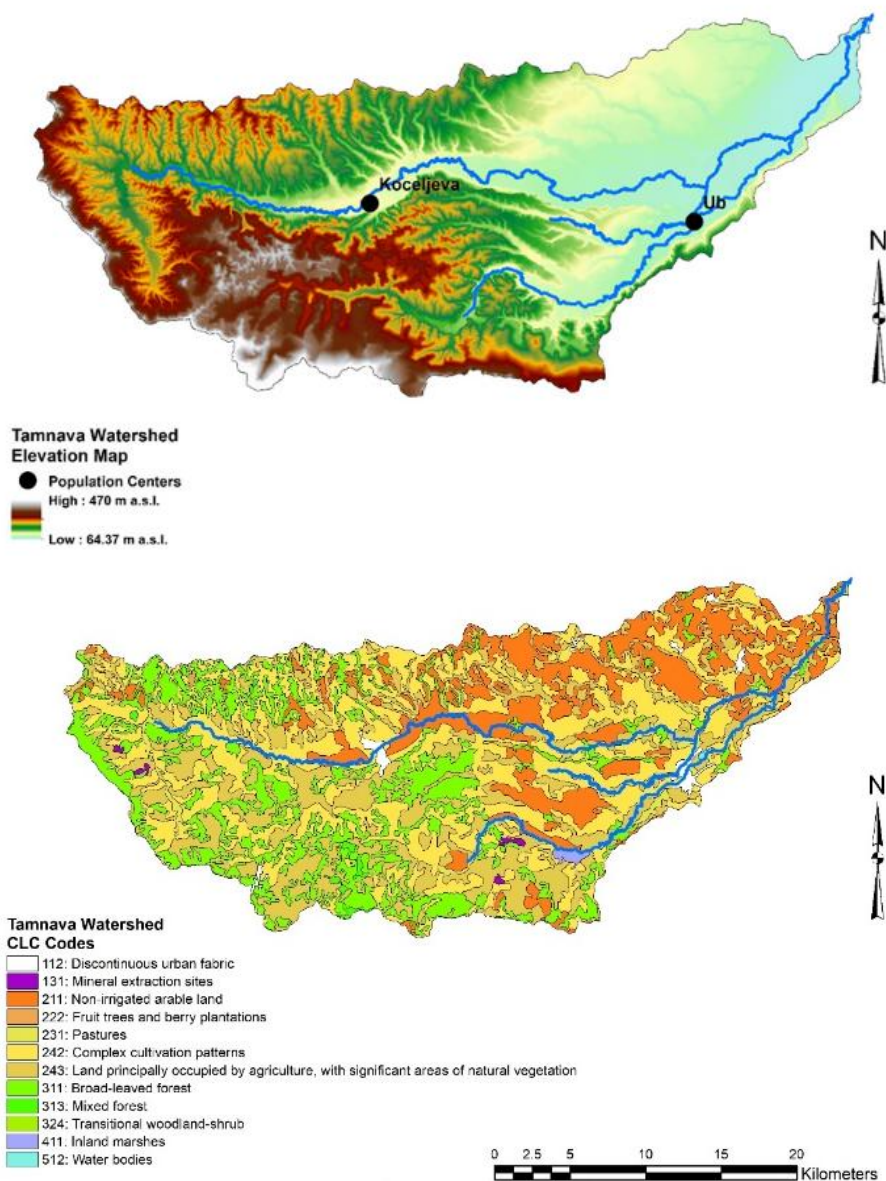 Koceljeva
Ub
N
Tamnava Watershed
Elevation Map
Population Centers
High : 470 m a.s.l.
Low : 64.37 m a.s.l.
N
Tamnava Watershed
CLC Codes
112: Discontinuous urban fabric
131: Mineral extraction sites
211: Non-irrigated arable land
222: Fruit trees and berry plantations
231: Pastures
242: Complex cultivation patterns
243: Land principally occupied by agriculture, with significant areas of natural vegetation
311: Broad-leaved forest
313: Mixed forest
324: Transitional woodland-shrub
411: Inland marshes
512: Water bodies
0 2.5 5 10 15 20
Kilometers